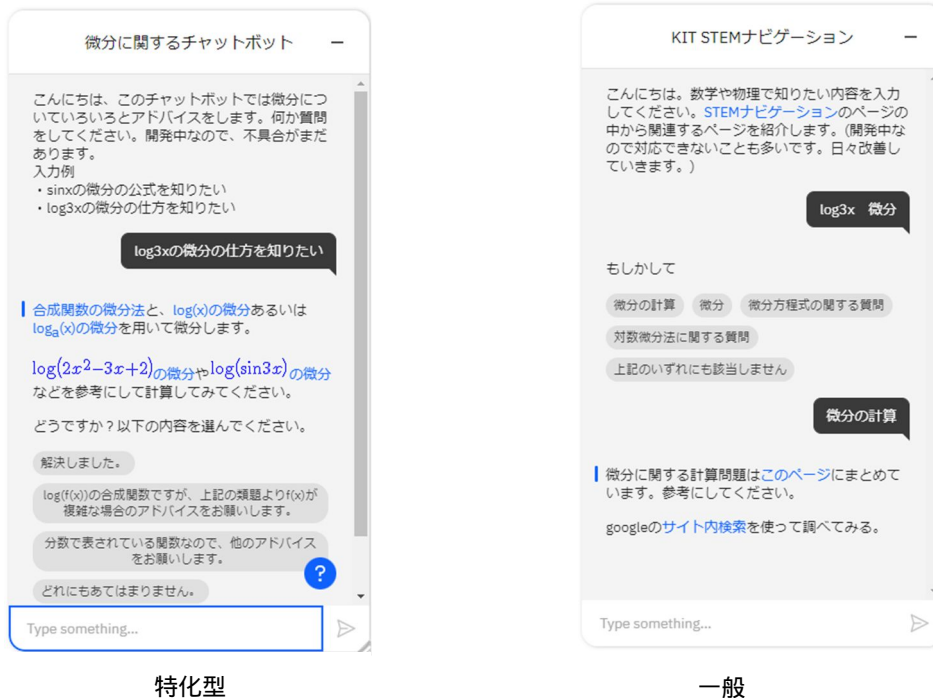 微分に関するチャットボット
こんにちは、このチャットボットでは微分につ
いていろいろとアドバイスをします。何か質問
をしてください。開発中なので、不具合がまだ
あります。
入力例
・sinxの微分の公式を知りたい
・log3xの微分の仕方を知りたい
log3xの微分の仕方を知りたい
合成関数の微分法と、log(x)の微分あるいは
logₐ(x)の微分を用いて微分します。
log(2x²−3x+2)の微分やlog(sin3x)の微分
などを参考にして計算してみてください。
どうですか？以下の内容を選んでください。
解決しました。
log(f(x))の合成関数ですが、上記の類題よりf(x)が
複雑な場合のアドバイスをお願いします。
分数で表されている関数なので、他のアドバイス
をお願いします。
?
どれにもあてはまりません。
Type something...
特化型
KIT STEMナビゲーション
こんにちは。数学や物理で知りたい内容を入力
してください。STEMナビゲーションのページの
中から関連するページを紹介します。(開発中な
ので対応できないことも多いです。日々改善し
ていきます。)
log3x　微分
もしかして
微分の計算 微分 微分方程式の関する質問
対数微分法に関する質問
上記のいずれにも該当しません
微分の計算
微分に関する計算問題はこのページにまとめて
います。参考にしてください。
googleのサイト内検索を使って調べてみる。
Type something...
一般